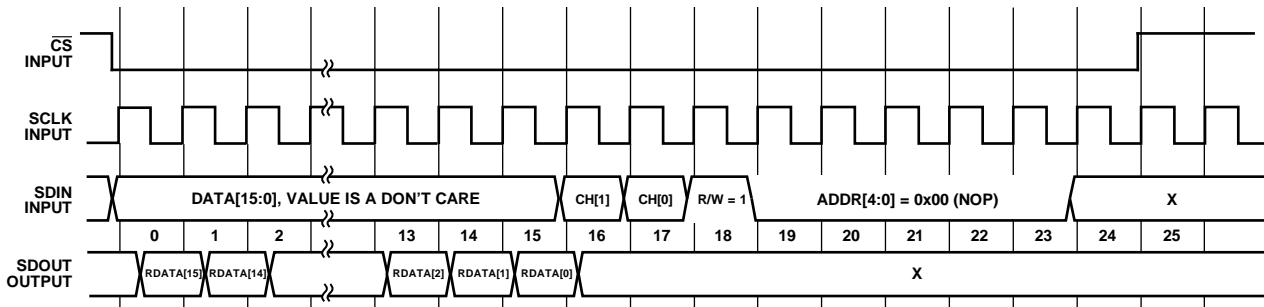 CS
INPUT
SCLK
INPUT
SDIN
INPUT
DATA[15:0], VALUE IS A DON'T CARE
CH[1]
CH[0]
R/W = 1
ADDR[4:0] = 0x00 (NOP)
X
0 1 2 13 14 15 16 17 18 19 20 21 22 23 24 25
SDOUT
OUTPUT
RDATA[15]
RDATA[14]
RDATA[2]
RDATA[1]
RDATA[0]
X